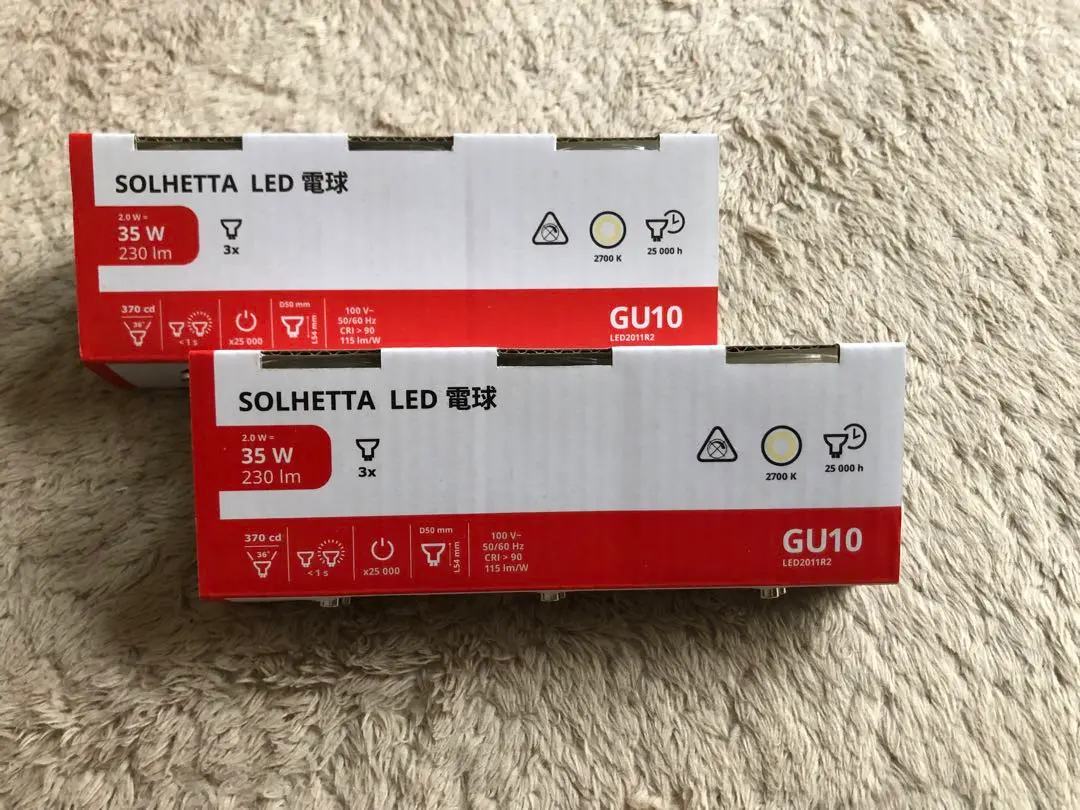 SOLHETTA LED 電球
2.0 W =
35 W
230 lm
3x
2700 K
25 000 h
370 cd
36°
< 1 s
x25 000
D50 mm
L54 mm
100 V~
50/60 Hz
CRI > 90
115 lm/W
GU10
LED2011R2
SOLHETTA LED 電球
2.0 W =
35 W
230 lm
3x
2700 K
25 000 h
370 cd
36°
< 1 s
x25 000
D50 mm
L54 mm
100 V~
50/60 Hz
CRI > 90
115 lm/W
GU10
LED2011R2